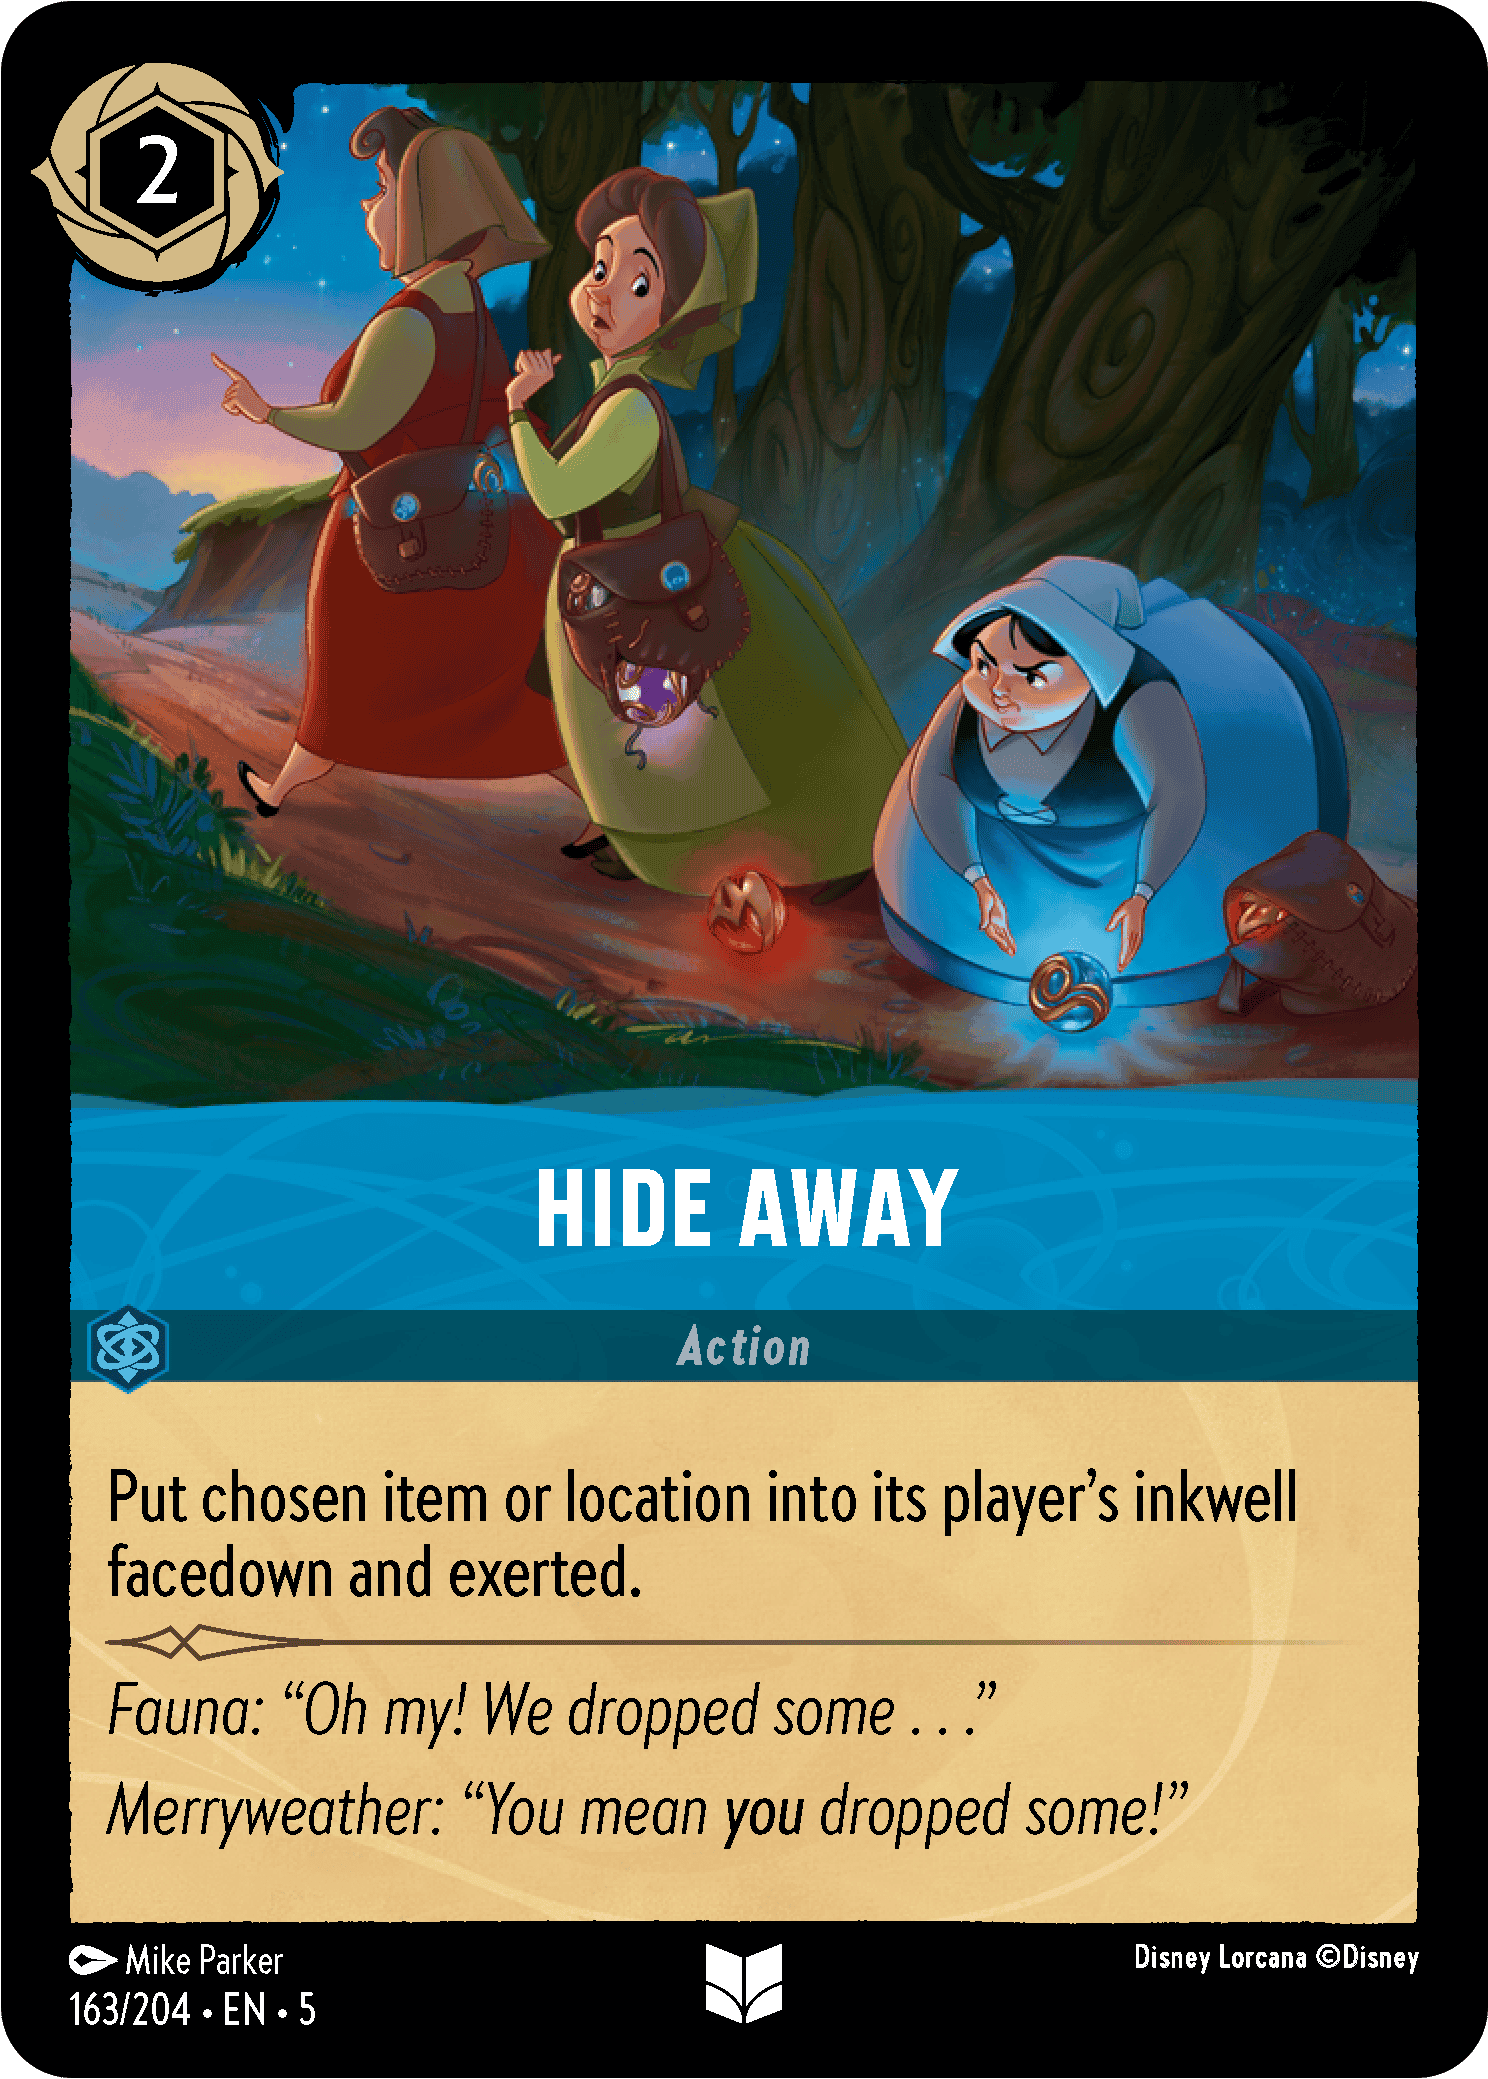 2
HIDE AWAY
Action
Put chosen item or location into its player’s inkwell
facedown and exerted.
Fauna: “Oh my! We dropped some . . .”
Merryweather: “You mean you dropped some!”
Mike Parker
Disney Lorcana ©Disney
163/204 • EN • 5